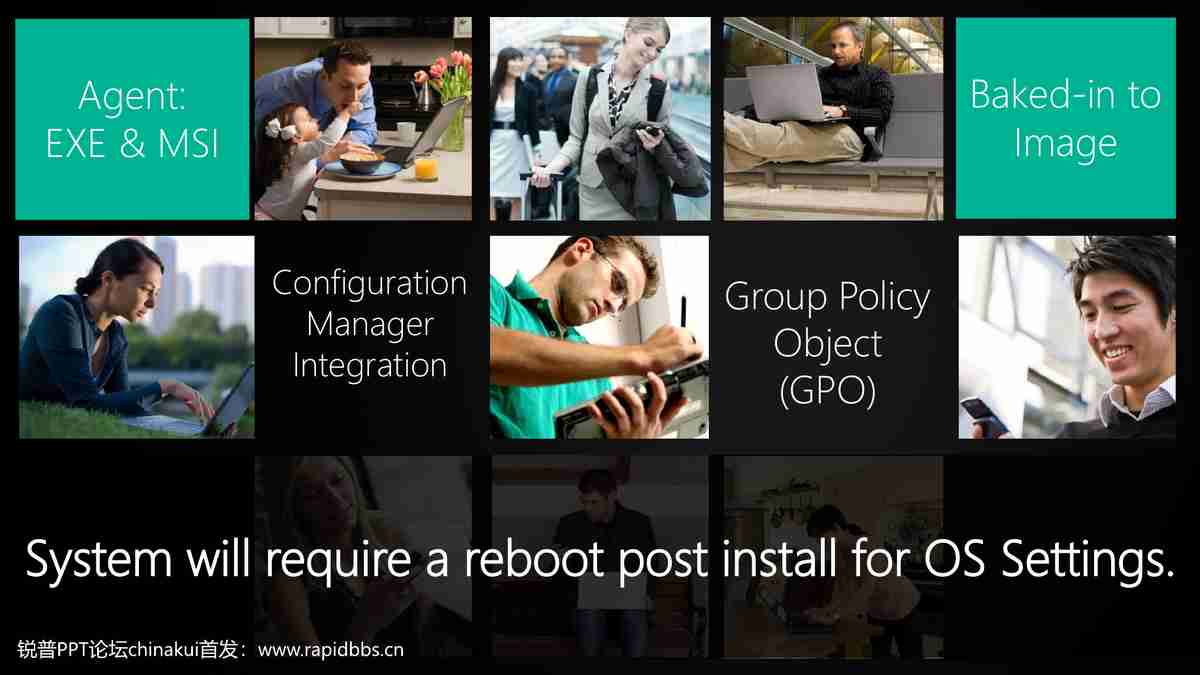 Agent:
EXE & MSI
Baked-in to
Image
Configuration
Manager
Integration
Group Policy
Object
(GPO)
System will require a reboot post install for OS Settings.
锐普PPT论坛chinakui首发：www.rapidbbs.cn